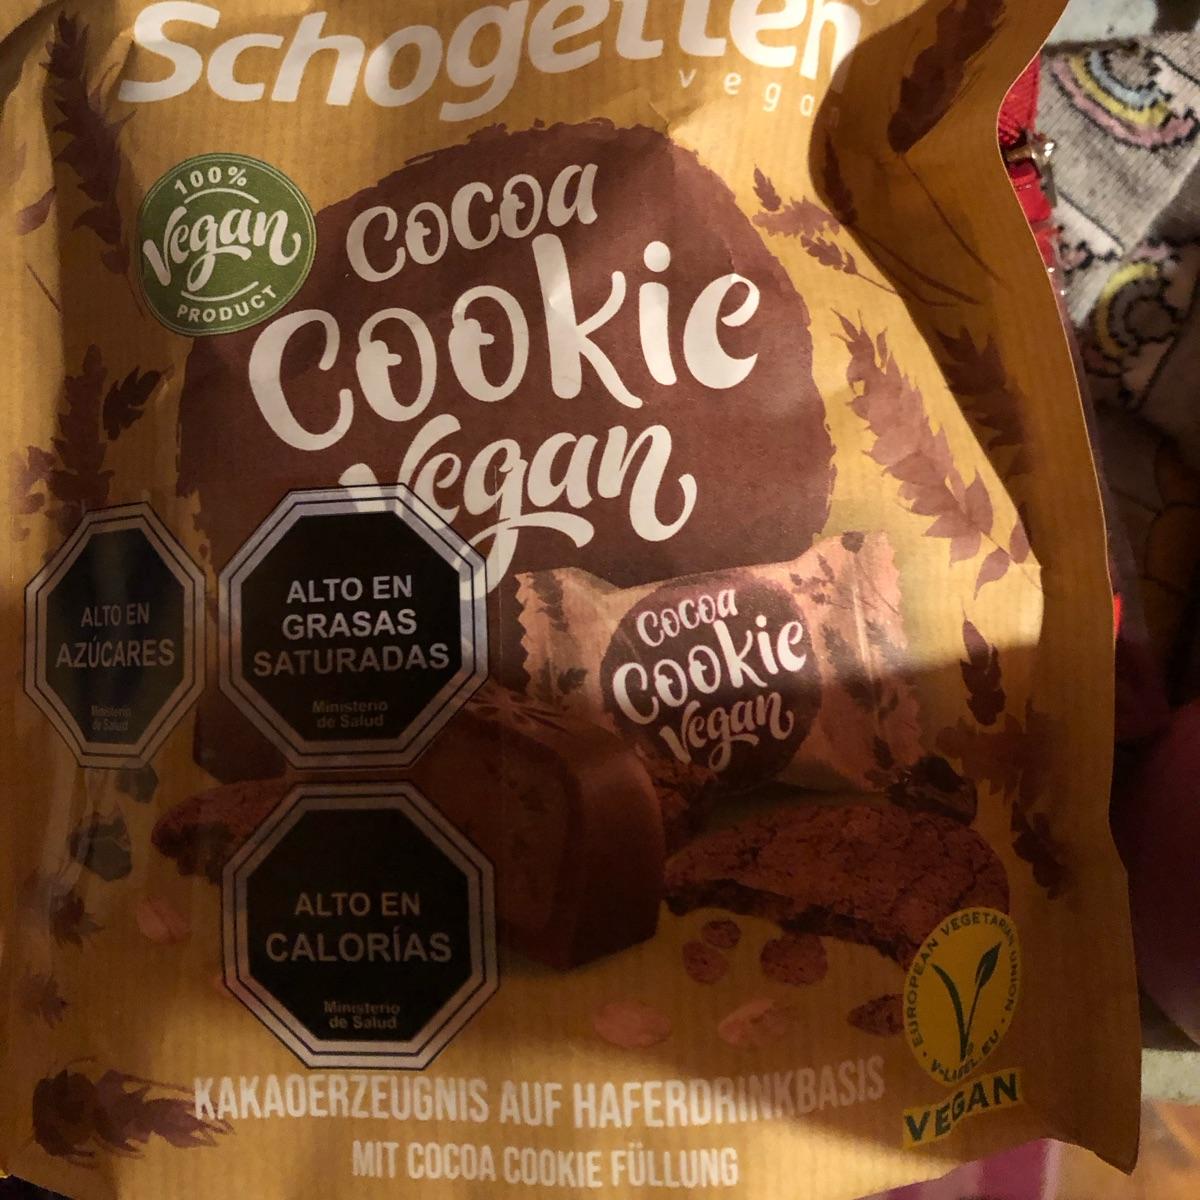 Schogetten
vegan
100%
Vegan
PRODUCT
Cocoa
Cookie
Vegan
ALTO EN
AZÚCARES
Ministerio
de Salud
ALTO EN
GRASAS
SATURADAS
Ministerio
de Salud
Cocoa
Cookie
Vegan
ALTO EN
CALORÍAS
Ministerio
de Salud
EUROPEAN VEGETARIAN UNION
V-LABEL.EU
VEGAN
KAKAOERZEUGNIS AUF HAFERDRINKBASIS
MIT COCOA COOKIE FÜLLUNG